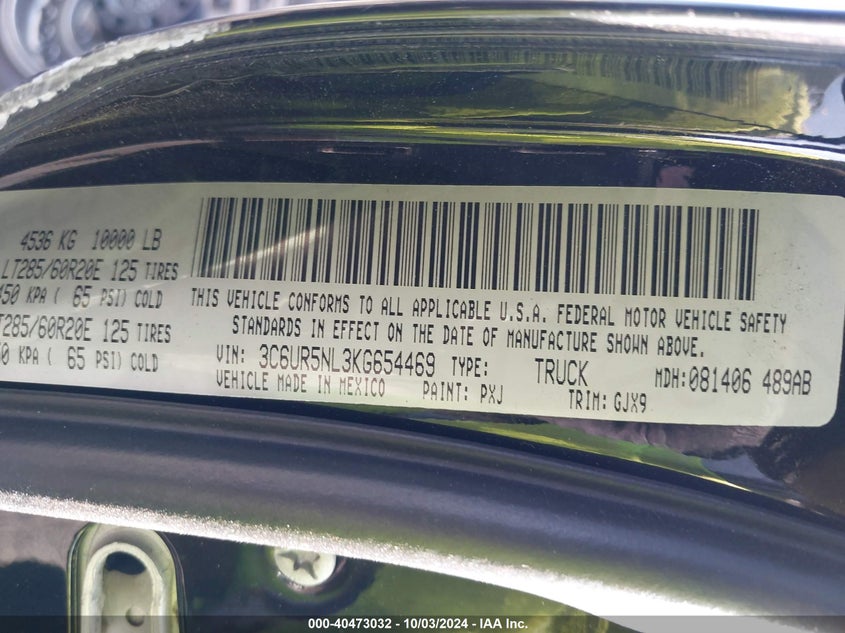 4536 KG 10000 LB
LT285/60R20E 125 TIRES
450 KPA ( 65 PSI) COLD
T285/60R20E 125 TIRES
50 KPA ( 65 PSI) COLD
THIS VEHICLE CONFORMS TO ALL APPLICABLE U.S.A. FEDERAL MOTOR VEHICLE SAFETY
STANDARDS IN EFFECT ON THE DATE OF MANUFACTURE SHOWN ABOVE.
VIN: 3C6UR5NL3KG654469 TYPE: TRUCK MDH:081406 489AB
VEHICLE MADE IN MEXICO PAINT: PXJ TRIM: GJX9
000-40473032 - 10/03/2024 - IAA Inc.